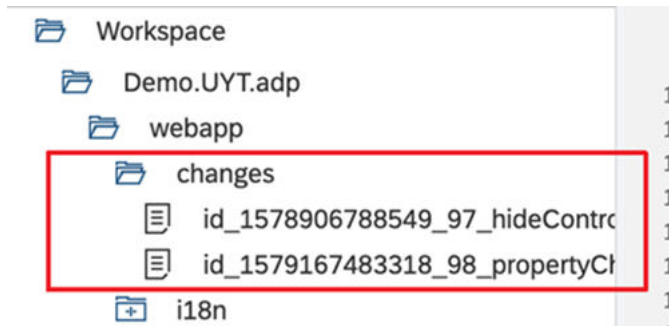 Workspace
Demo.UYT.adp
webapp
changes
id_1578906788549_97_hideContro
id_1579167483318_98_propertyCh
i18n